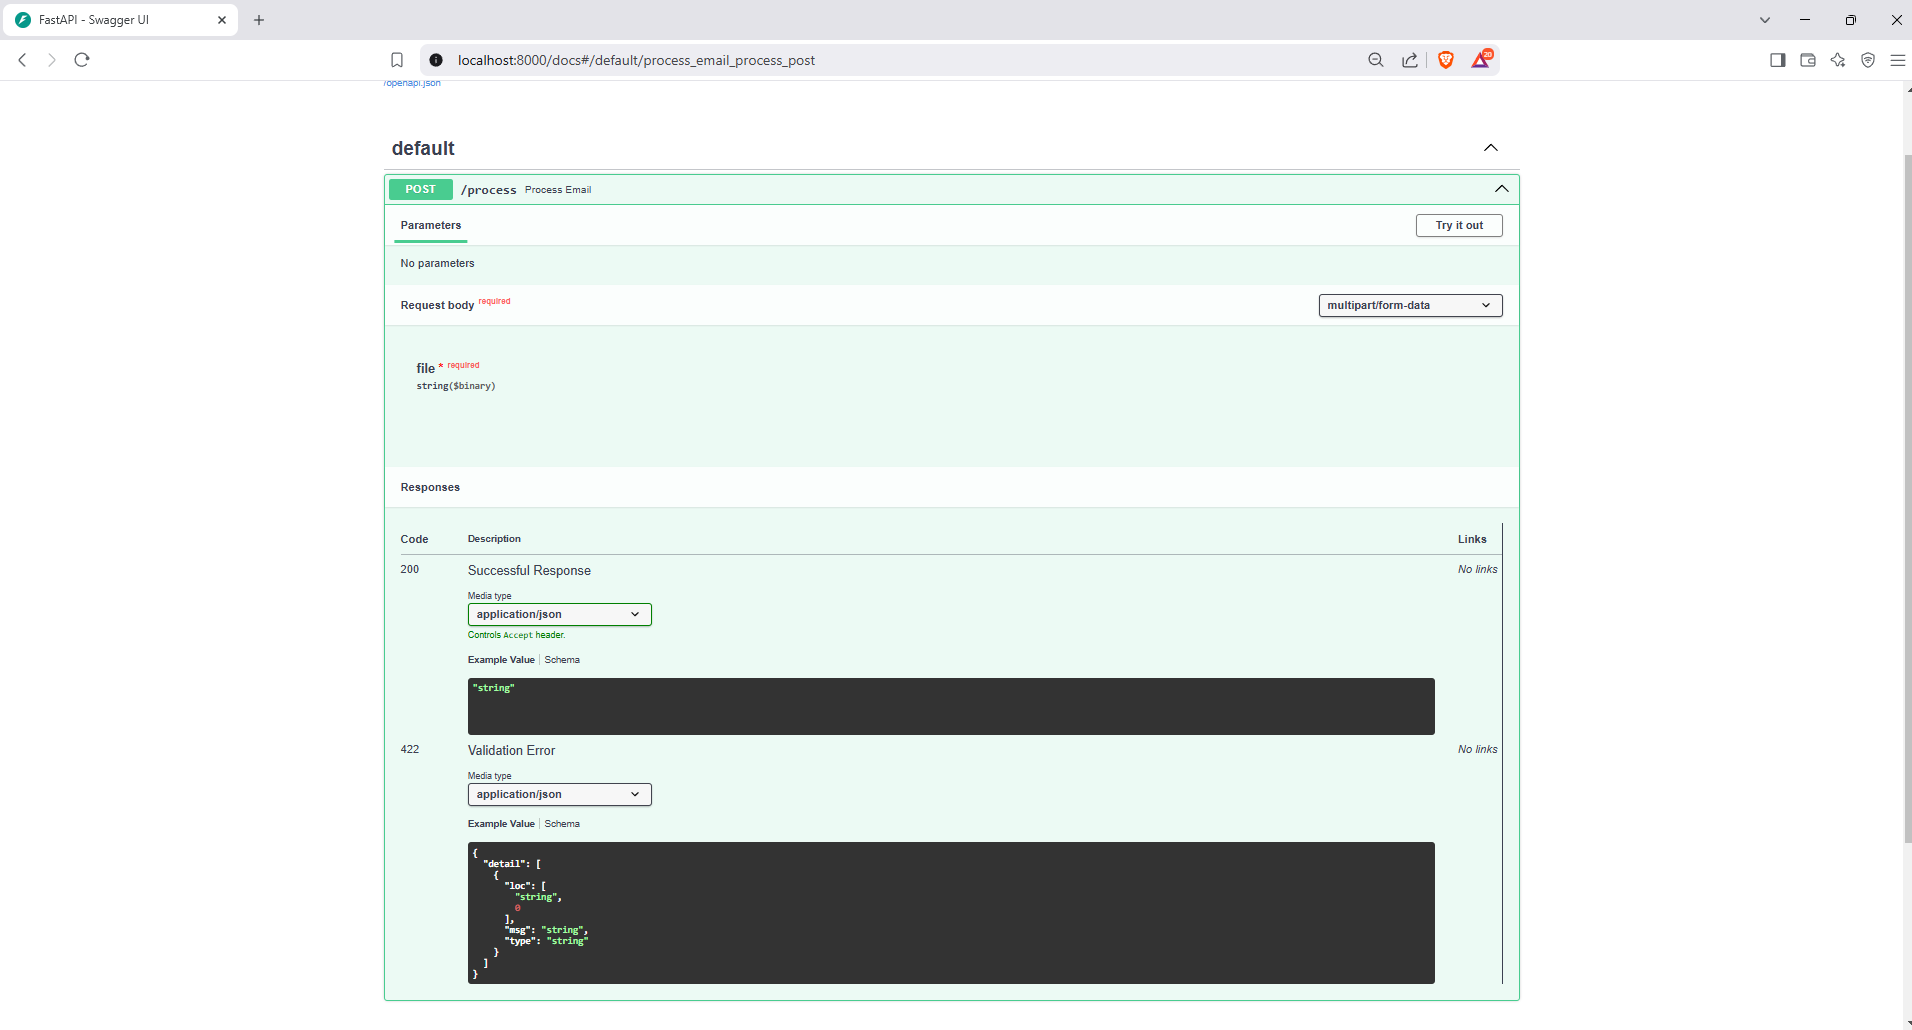 FastAPI - Swagger UI
localhost:8000/docs#/default/process_email_process_post
20
/openapi.json
default
POST /process Process Email
Parameters Try it out
No parameters
Request body required multipart/form-data
file * required
string($binary)
Responses
Code Description Links
200 Successful Response No links
Media type
application/json
Controls Accept header.
Example Value Schema
"string"
422 Validation Error No links
Media type
application/json
Example Value Schema
{
"detail": [
{
"loc": [
"string",
0
],
"msg": "string",
"type": "string"
}
]
}